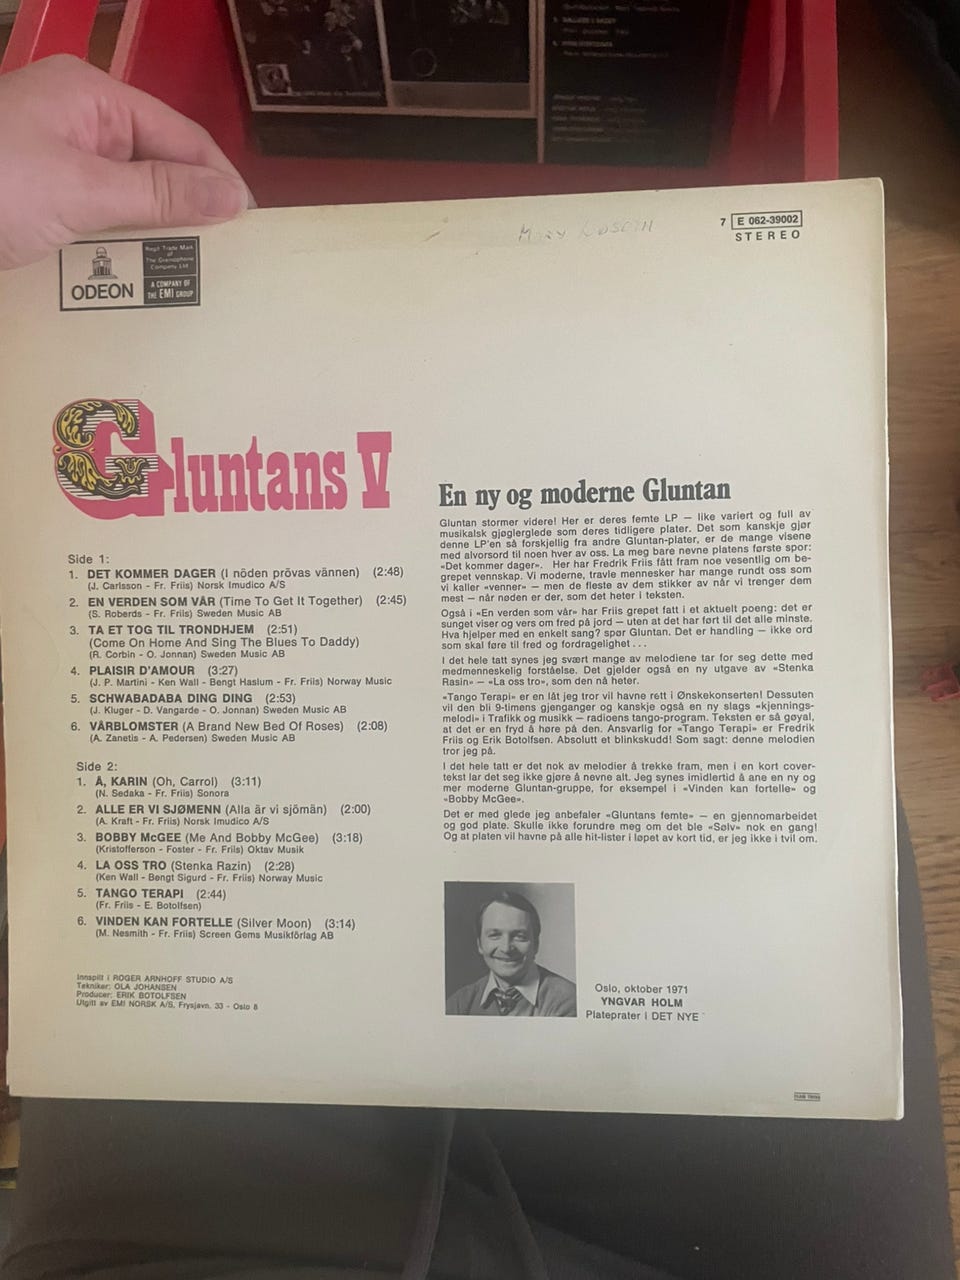 7 E 062-39002
STEREO
ODEON
Regd Trade Mark
of
The Gramophone
Company Ltd
A COMPANY OF
THE EMI GROUP
Gluntans V
Side 1:
1. DET KOMMER DAGER (I nöden prövas vännen) (2:48)
(J. Carlsson - Fr. Friis) Norsk Imudico A/S
2. EN VERDEN SOM VÅR (Time To Get It Together) (2:45)
(S. Roberds - Fr. Friis) Sweden Music AB
3. TA ET TOG TIL TRONDHJEM (2:51)
(Come On Home And Sing The Blues To Daddy)
(R. Corbin - O. Jonnan) Sweden Music AB
4. PLAISIR D'AMOUR (3:27)
(J. P. Martini - Ken Wall - Bengt Haslum - Fr. Friis) Norway Music
5. SCHWABADABA DING DING (2:53)
(J. Kluger - D. Vangarde - O. Jonnan) Sweden Music AB
6. VÅRBLOMSTER (A Brand New Bed Of Roses) (2:08)
(A. Zanetis - A. Pedersen) Sweden Music AB
Side 2:
1. Å, KARIN (Oh, Carrol) (3:11)
(N. Sedaka - Fr. Friis) Sonora
2. ALLE ER VI SJØMENN (Alla är vi sjömän) (2:00)
(A. Kraft - Fr. Friis) Norsk Imudico A/S
3. BOBBY McGEE (Me And Bobby McGee) (3:18)
(Kristofferson - Foster - Fr. Friis) Oktav Musik
4. LA OSS TRO (Stenka Razin) (2:28)
(Ken Wall - Bengt Sigurd - Fr. Friis) Norway Music
5. TANGO TERAPI (2:44)
(Fr. Friis - E. Botolfsen)
6. VINDEN KAN FORTELLE (Silver Moon) (3:14)
(M. Nesmith - Fr. Friis) Screen Gems Musikförlag AB
Innspilt i ROGER ARNHOFF STUDIO A/S
Tekniker: OLA JOHANSEN
Producer: ERIK BOTOLFSEN
Utgitt av EMI NORSK A/S, Frysjavn. 33 - Oslo 8
En ny og moderne Gluntan
Gluntan stormer videre! Her er deres femte LP — like variert og full av
musikalsk gjøglerglede som deres tidligere plater. Det som kanskje gjør
denne LP'en så forskjellig fra andre Gluntan-plater, er de mange visene
med alvorsord til noen hver av oss. La meg bare nevne platens første spor:
«Det kommer dager». Her har Fredrik Friis fått fram noe vesentlig om be-
grepet vennskap. Vi moderne, travle mennesker har mange rundt oss som
vi kaller «venner» — men de fleste av dem stikker av når vi trenger dem
mest — når nøden er der, som det heter i teksten.
Også i «En verden som vår» har Friis grepet fatt i et aktuelt poeng: det er
sunget viser og vers om fred på jord — uten at det har ført til det alle minste.
Hva hjelper med en enkelt sang? spør Gluntan. Det er handling — ikke ord
som skal føre til fred og fordragelighet . . .
I det hele tatt synes jeg svært mange av melodiene tar for seg dette med
medmenneskelig forståelse. Det gjelder også en ny utgave av «Stenka
Rasin» — «La oss tro», som den nå heter.
«Tango Terapi» er en låt jeg tror vil havne rett i Ønskekonserten! Dessuten
vil den bli 9-timens gjenganger og kanskje også en ny slags «kjennings-
melodi» i Trafikk og musikk — radioens tango-program. Teksten er så gøyal,
at det er en fryd å høre på den. Ansvarlig for «Tango Terapi» er Fredrik
Friis og Erik Botolfsen. Absolutt et blinkskudd! Som sagt: denne melodien
tror jeg på.
I det hele tatt er det nok av melodier å trekke fram, men i en kort cover-
tekst lar det seg ikke gjøre å nevne alt. Jeg synes imidlertid å ane en ny og
mer moderne Gluntan-gruppe, for eksempel i «Vinden kan fortelle» og
«Bobby McGee».
Det er med glede jeg anbefaler «Gluntans femte» — en gjennomarbeidet
og god plate. Skulle ikke forundre meg om det ble «Sølv» nok en gang!
Og at platen vil havne på alle hit-lister i løpet av kort tid, er jeg ikke i tvil om.
Oslo, oktober 1971
YNGVAR HOLM
Plateprater i DET NYE